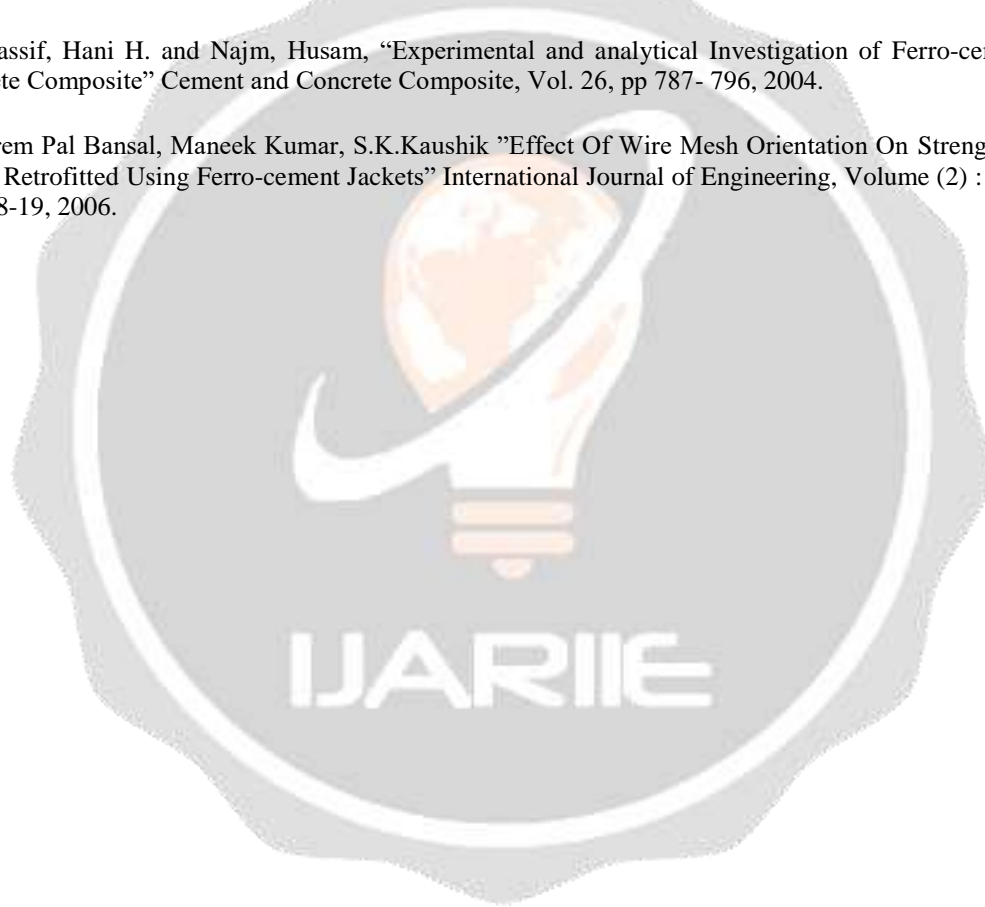 assif, Hani H. and Najm, Husam, “Experimental and analytical Investigation of Ferro-cem
te Composite” Cement and Concrete Composite, Vol. 26, pp 787- 796, 2004.
rem Pal Bansal, Maneek Kumar, S.K.Kaushik ”Effect Of Wire Mesh Orientation On Streng
Retrofitted Using Ferro-cement Jackets” International Journal of Engineering, Volume (2) :
8-19, 2006.
IJARIIE